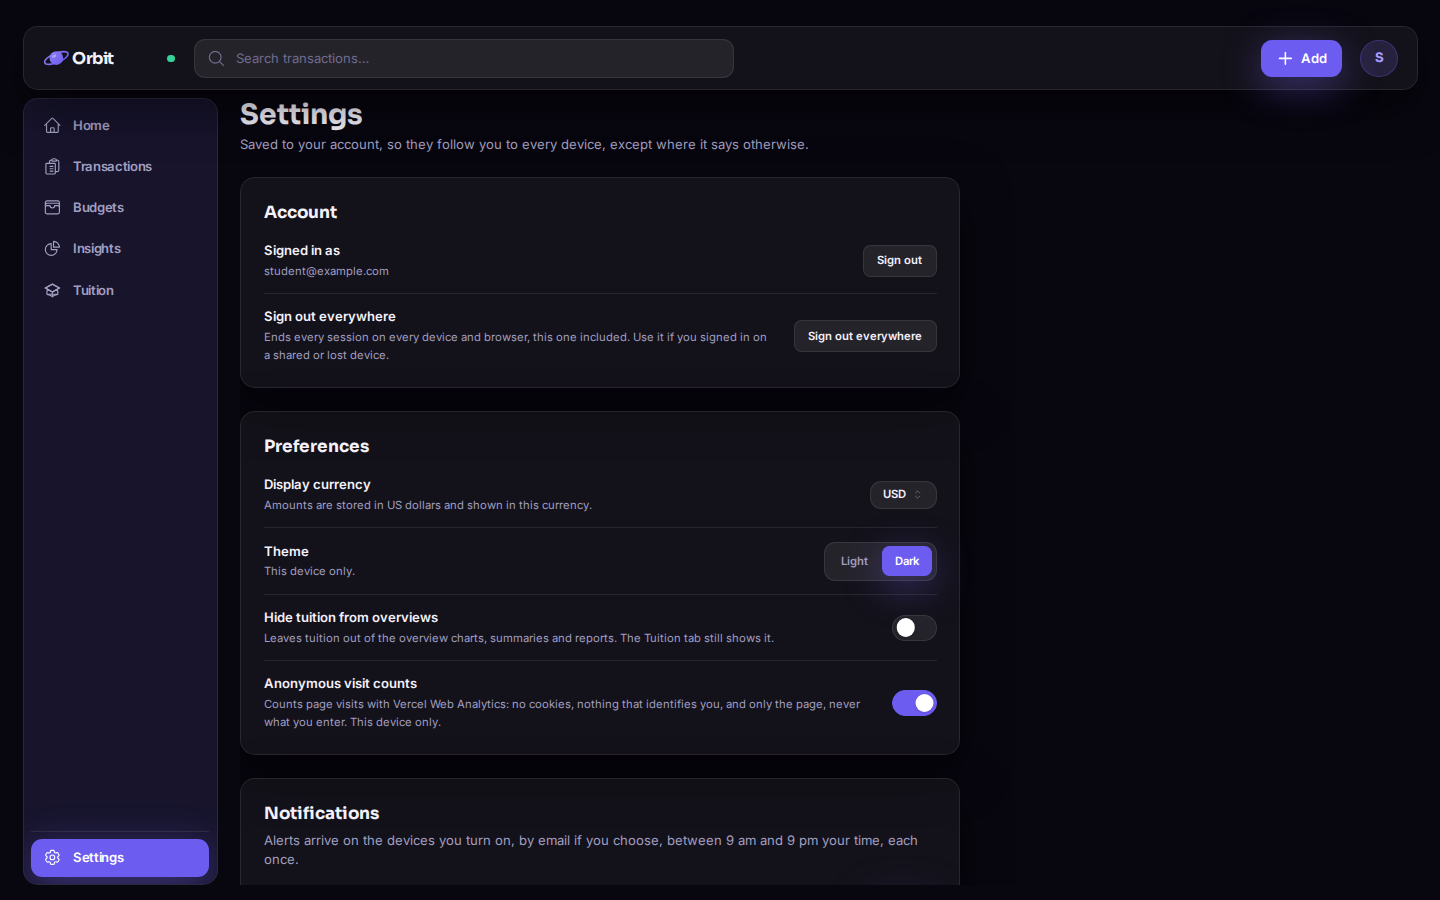 Orbit
Search transactions...
Add
S
Home
Transactions
Budgets
Insights
Tuition
Settings
Settings
Saved to your account, so they follow you to every device, except where it says otherwise.
Account
Signed in as
student@example.com
Sign out
Sign out everywhere
Ends every session on every device and browser, this one included. Use it if you signed in on
a shared or lost device.
Sign out everywhere
Preferences
Display currency
Amounts are stored in US dollars and shown in this currency.
USD
Theme
This device only.
Light
Dark
Hide tuition from overviews
Leaves tuition out of the overview charts, summaries and reports. The Tuition tab still shows it.
Anonymous visit counts
Counts page visits with Vercel Web Analytics: no cookies, nothing that identifies you, and only the page, never
what you enter. This device only.
Notifications
Alerts arrive on the devices you turn on, by email if you choose, between 9 am and 9 pm your time, each
once.